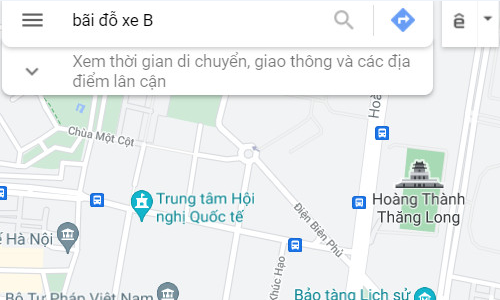 bãi đỗ xe B
ê
Xem thời gian di chuyển, giao thông và các địa
điểm lân cận
Chùa Một Cột
Hoà
Hoàng Thành
Thăng Long
Trung tâm Hội
nghị Quốc tế
Điện Biên Phủ
ế Hà Nội
Khúc Hạo
Bộ Tư Pháp Việt Nam
Bảo tàng Lịch sử